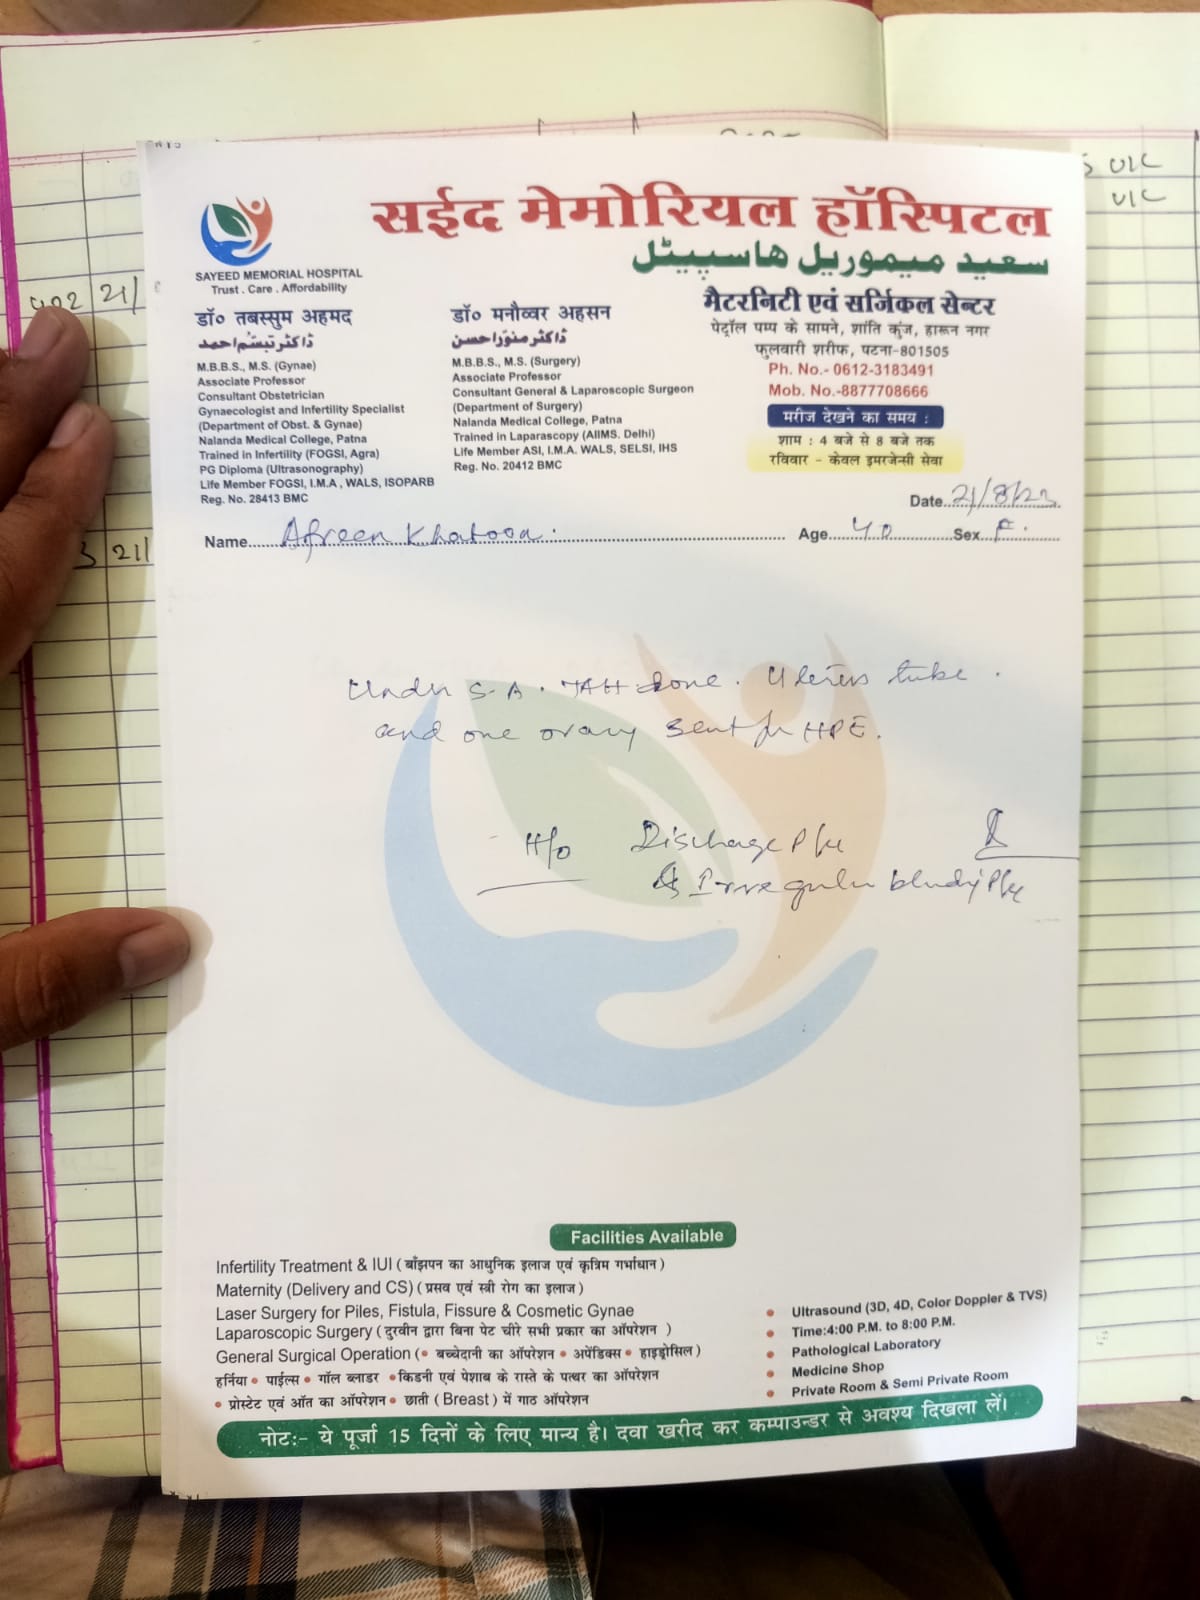 सईद मेमोरियल हॉस्पिटल
سعید میموریل ہاسپیٹل
SAYEED MEMORIAL HOSPITAL
Trust . Care . Affordability
डॉ० तबस्सुम अहमद
ڈاکٹر تبسّم احمد
M.B.B.S., M.S. (Gynae)
Associate Professor
Consultant Obstetrician
Gynaecologist and Infertility Specialist
(Department of Obst. & Gynae)
Nalanda Medical College, Patna
Trained in Infertility (FOGSI, Agra)
PG Diploma (Ultrasonography)
Life Member FOGSI, I.M.A , WALS, ISOPARB
Reg. No. 28413 BMC
डॉ० मनौव्वर अहसन
ڈاکٹر منوّر احسن
M.B.B.S., M.S. (Surgery)
Associate Professor
Consultant General & Laparoscopic Surgeon
(Department of Surgery)
Nalanda Medical College, Patna
Trained in Laparascopy (AIIMS. Delhi)
Life Member ASI, I.M.A. WALS, SELSI, IHS
Reg. No. 20412 BMC
मैटरनिटी एवं सर्जिकल सेन्टर
पेट्रॉल पम्प के सामने, शांति कुंज, हारून नगर
फुलवारी शरीफ, पटना-801505
Ph. No.- 0612-3183491
Mob. No.-8877708666
मरीज देखने का समय :
शाम : 4 बजे से 8 बजे तक
रविवार - केवल इमरजेन्सी सेवा
Date..21/8/23
Name.....Afreen Khatoon.....Age...40.....Sex...F.
Under S.A. TAH done. Uterus tube.
and one ovary sent for HPE.
H/o Discharge P/v
& Irregular bleeding P/v
402 21/
3 21/
U/C
U/C
Facilities Available
Infertility Treatment & IUI ( बाँझपन का आधुनिक इलाज एवं कृत्रिम गर्भाधान )
Maternity (Delivery and CS) ( प्रसव एवं स्त्री रोग का इलाज )
Laser Surgery for Piles, Fistula, Fissure & Cosmetic Gynae
Laparoscopic Surgery ( दुरवीन द्वारा बिना पेट चीरे सभी प्रकार का ऑपरेशन )
General Surgical Operation (• बच्चेदानी का ऑपरेशन • अपेंडिक्स • हाइड्रोसिल )
हर्निया • पाईल्स • गॉल ब्लाडर • किडनी एवं पेशाब के रास्ते के पत्थर का ऑपरेशन
• प्रोस्टेट एवं ऑत का ऑपरेशन • छाती ( Breast ) में गाठ ऑपरेशन
• Ultrasound (3D, 4D, Color Doppler & TVS)
• Time:4:00 P.M. to 8:00 P.M.
• Pathological Laboratory
• Medicine Shop
• Private Room & Semi Private Room
नोटः- ये पूर्जा 15 दिनों के लिए मान्य है। दवा खरीद कर कम्पाउन्डर से अवश्य दिखला लें।